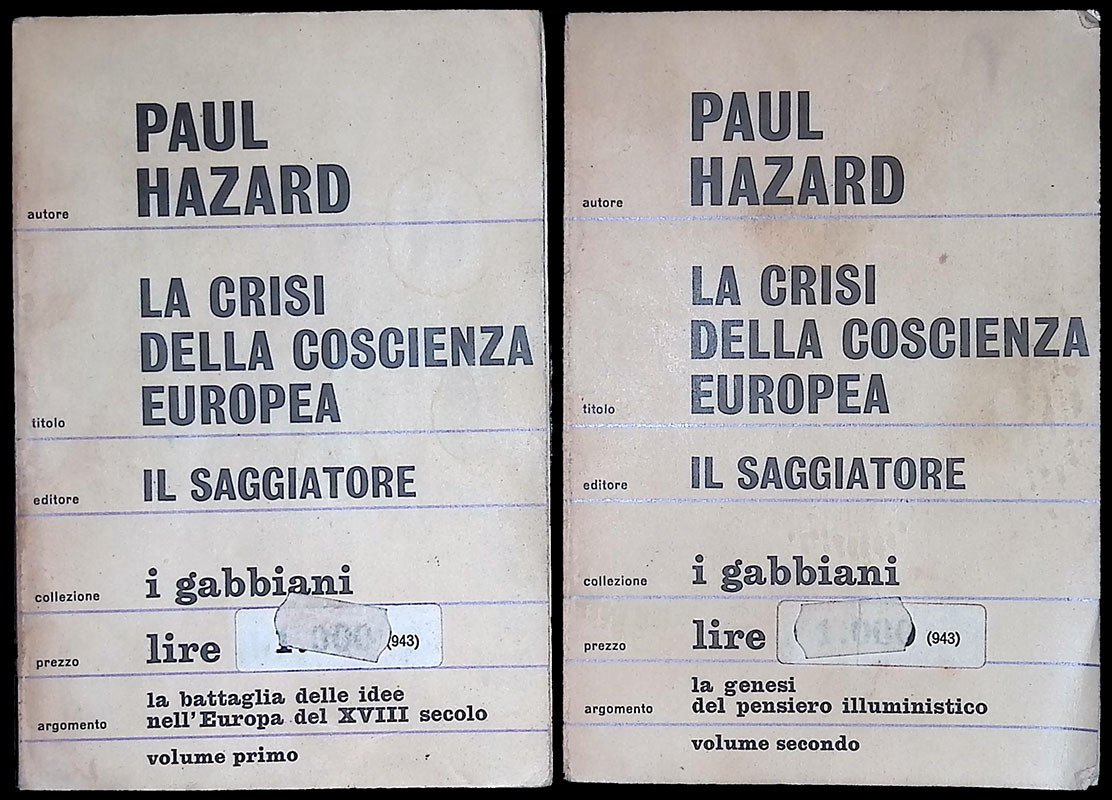 PAUL
HAZARD
autore
LA CRISI
DELLA COSCIENZA
EUROPEA
titolo
IL SAGGIATORE
editore
i gabbiani
collezione
lire (943)
prezzo
la battaglia delle idee
nell'Europa del XVIII secolo
argomento
volume primo
PAUL
HAZARD
autore
LA CRISI
DELLA COSCIENZA
EUROPEA
titolo
IL SAGGIATORE
editore
i gabbiani
collezione
lire (943)
prezzo
la genesi
del pensiero illuministico
argomento
volume secondo